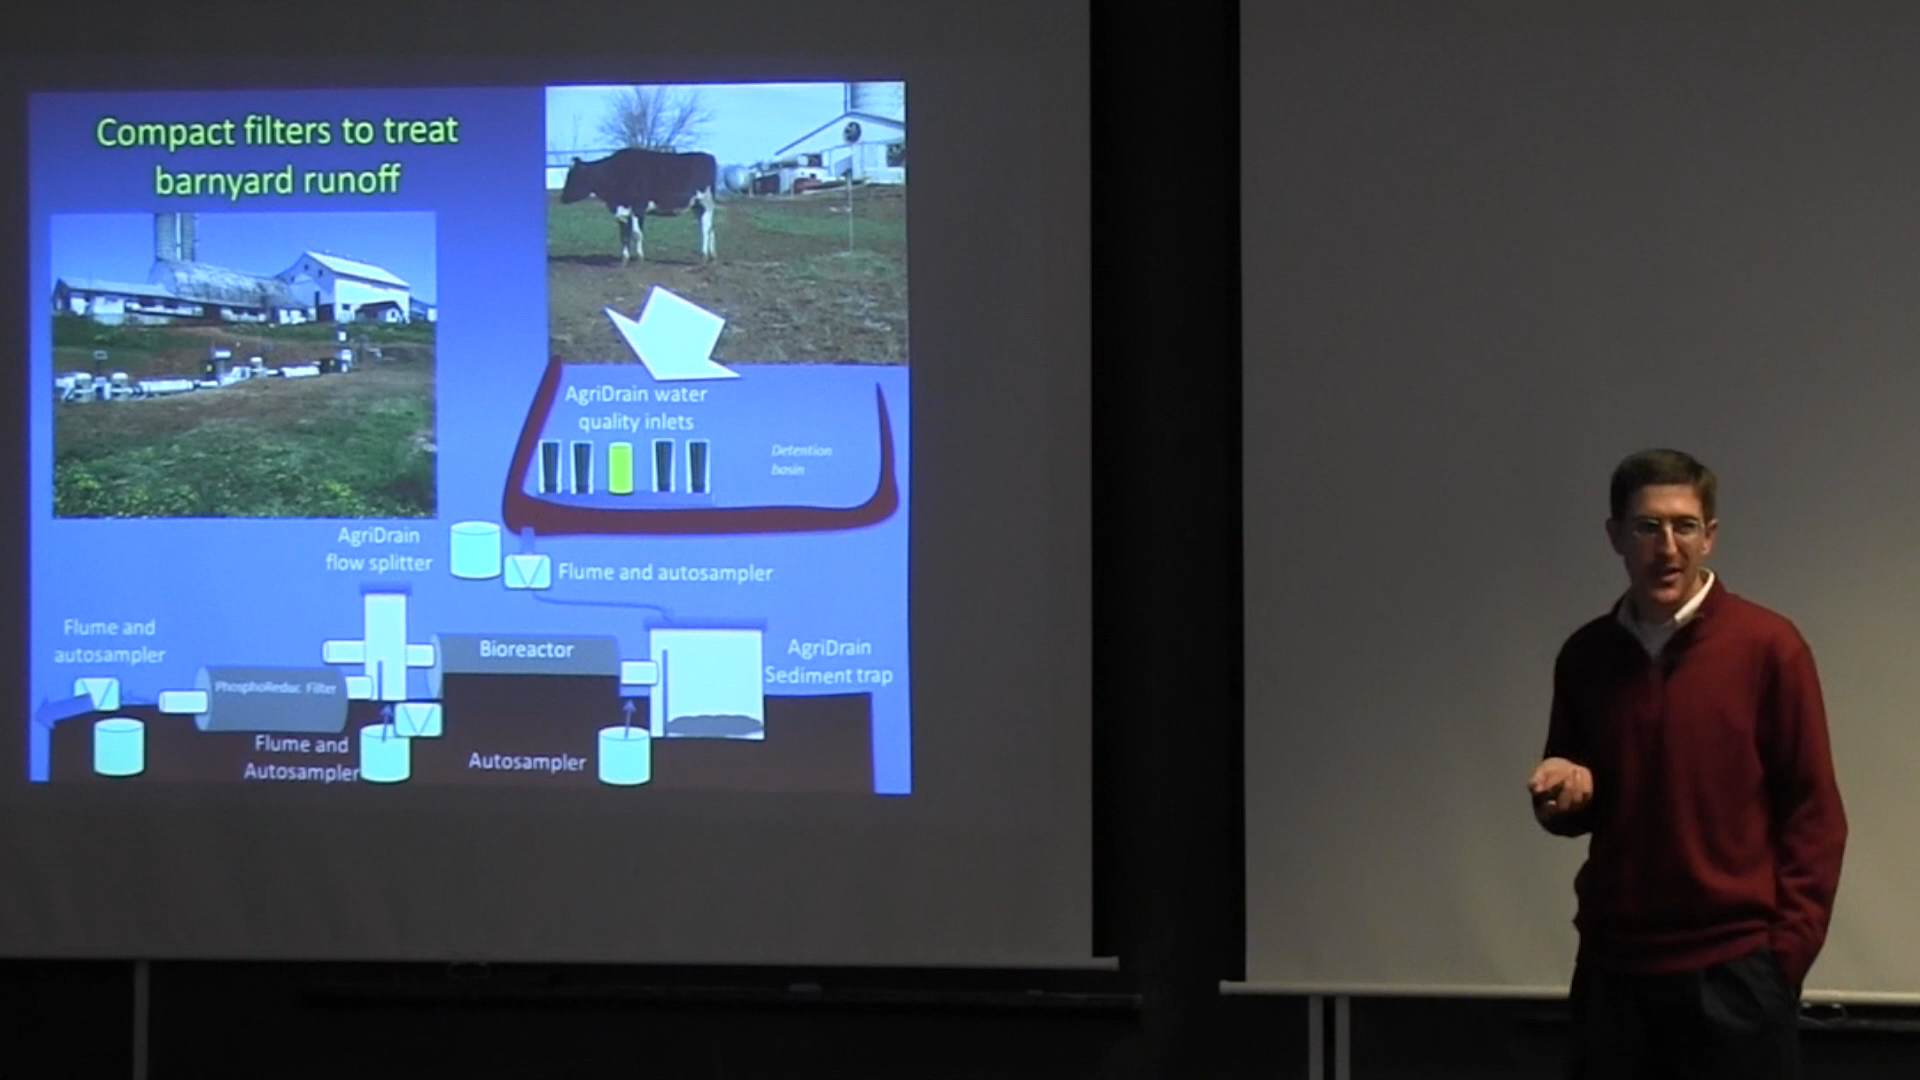 Compact filters to treat
barnyard runoff
AgriDrain water
quality inlets
Detention
basin
AgriDrain
flow splitter
Flume and autosampler
Flume and
autosampler
Bioreactor
AgriDrain
Sediment trap
PhosphoReduc Filter
Flume and
Autosampler
Autosampler